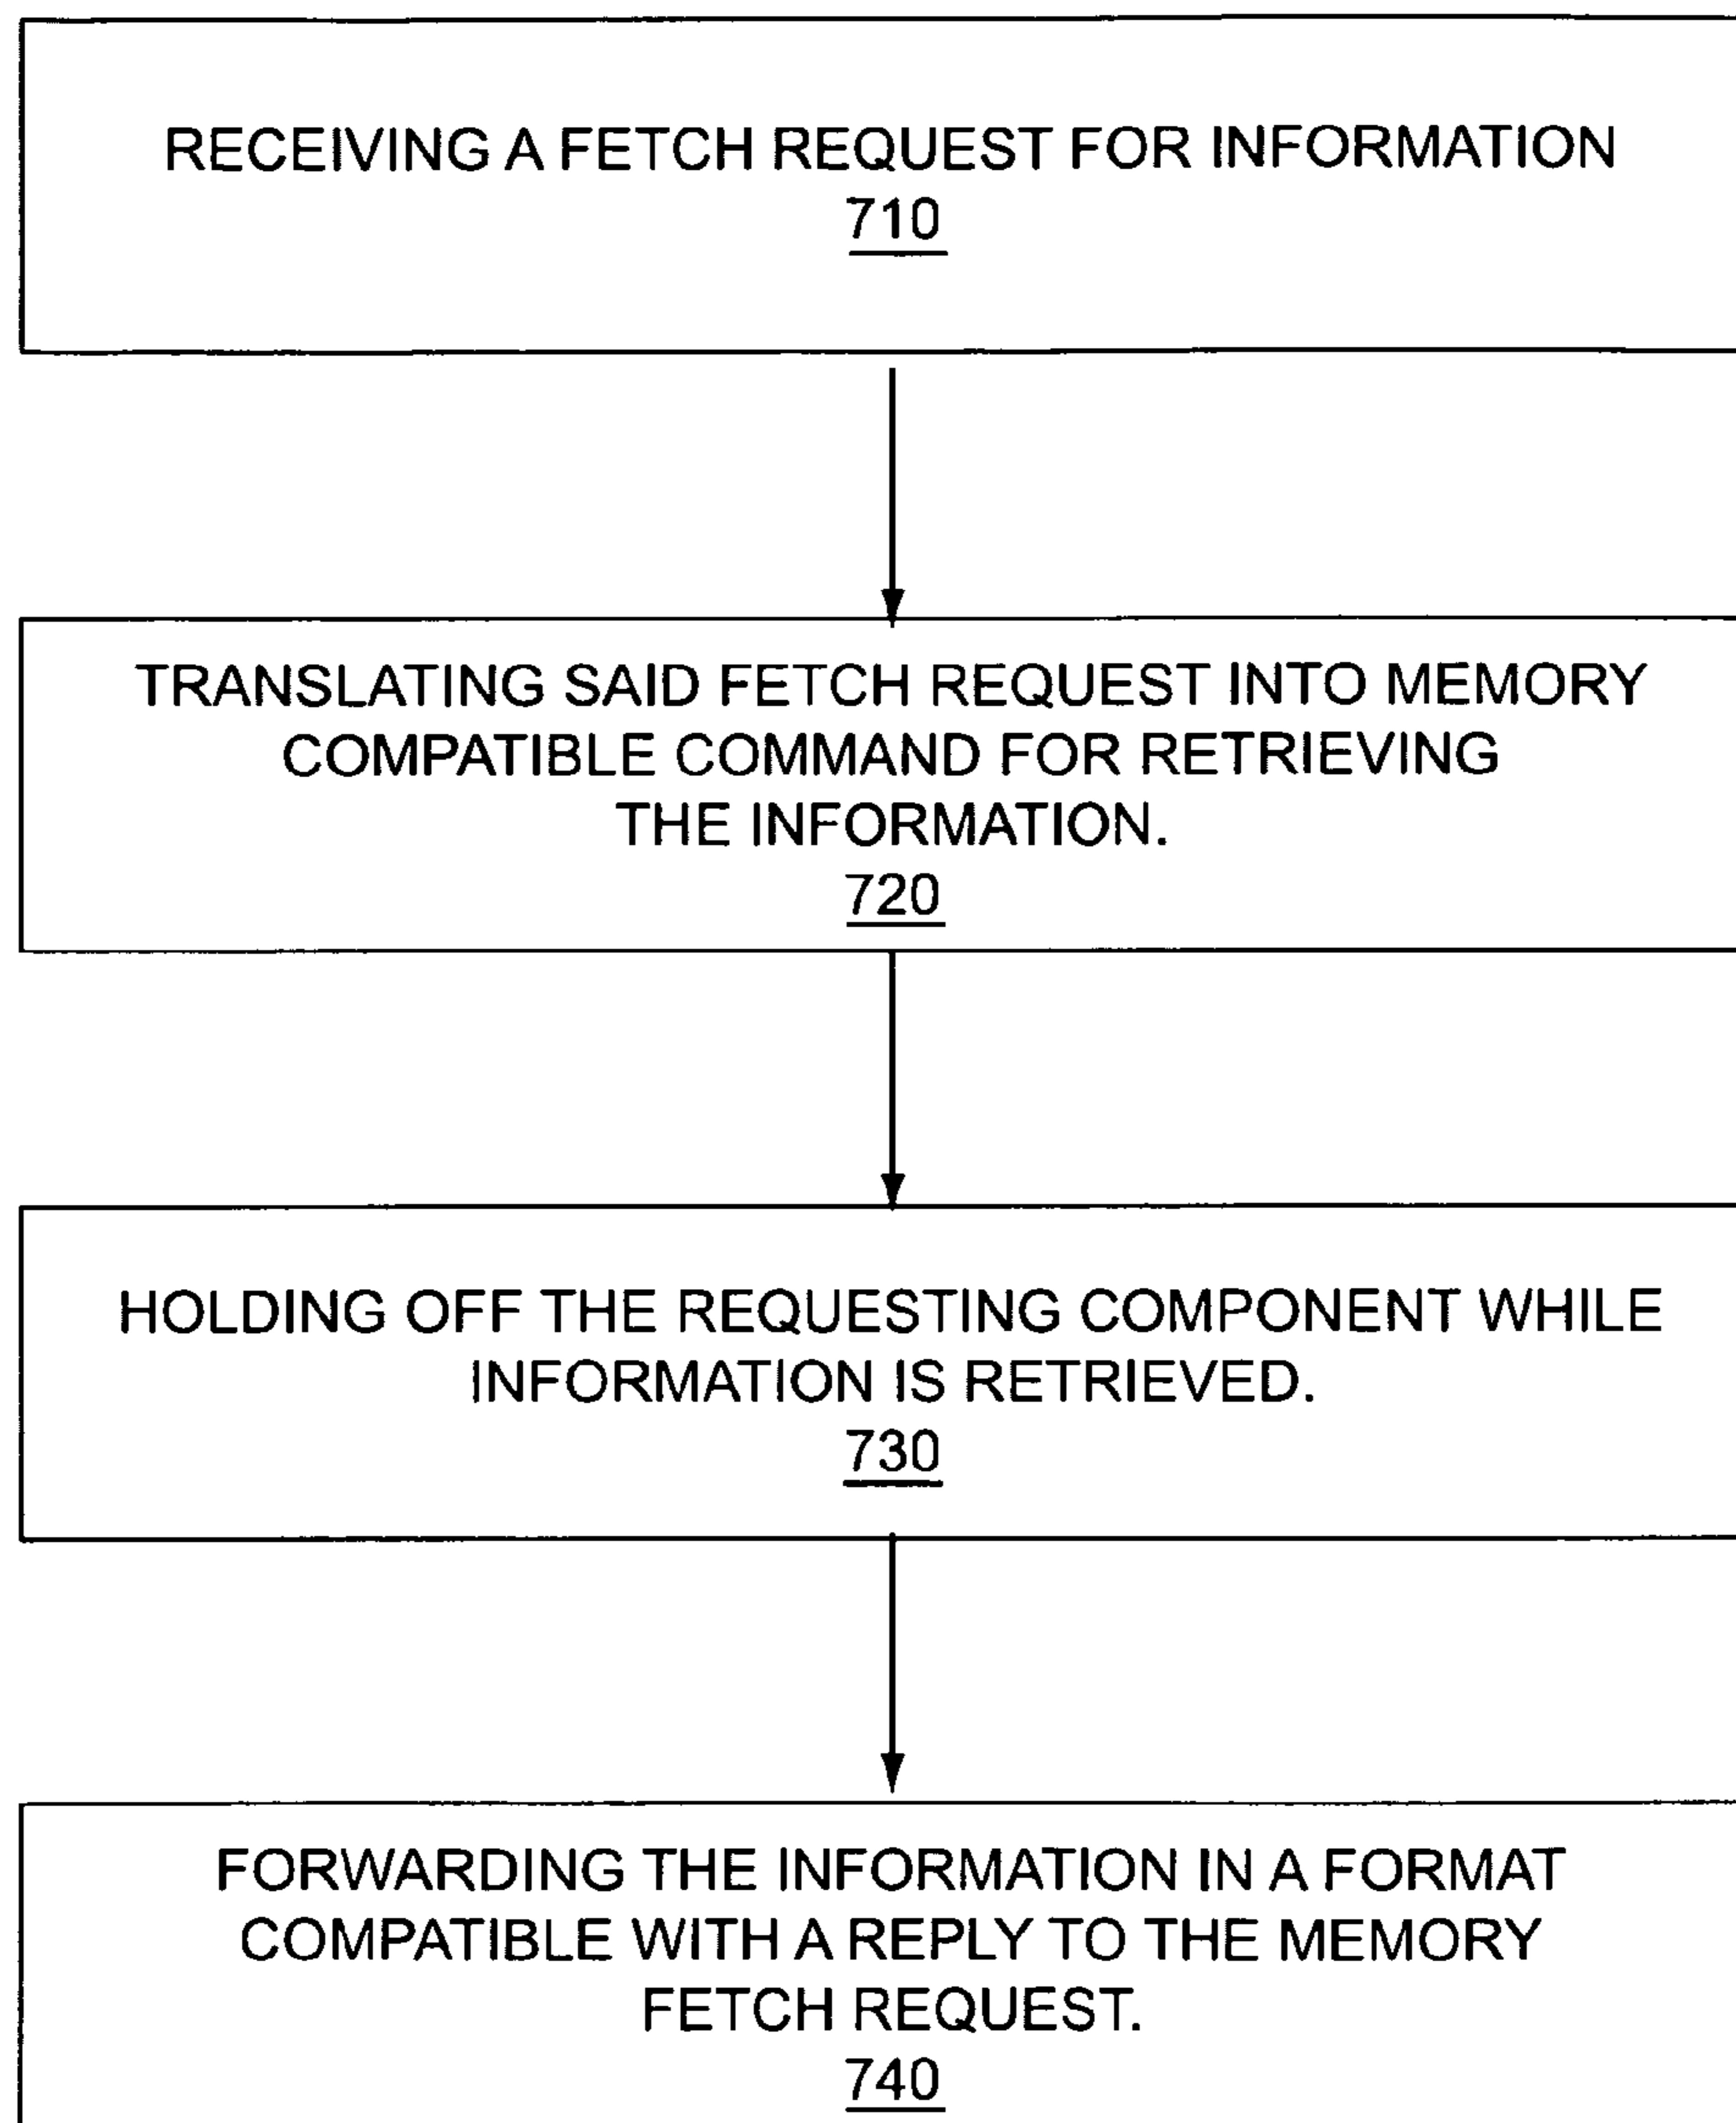 RECEIVING A FETCH REQUEST FOR INFORMATION
710
TRANSLATING SAID FETCH REQUEST INTO MEMORY
COMPATIBLE COMMAND FOR RETRIEVING
THE INFORMATION.
720
HOLDING OFF THE REQUESTING COMPONENT WHILE
INFORMATION IS RETRIEVED.
730
FORWARDING THE INFORMATION IN A FORMAT
COMPATIBLE WITH A REPLY TO THE MEMORY
FETCH REQUEST.
740